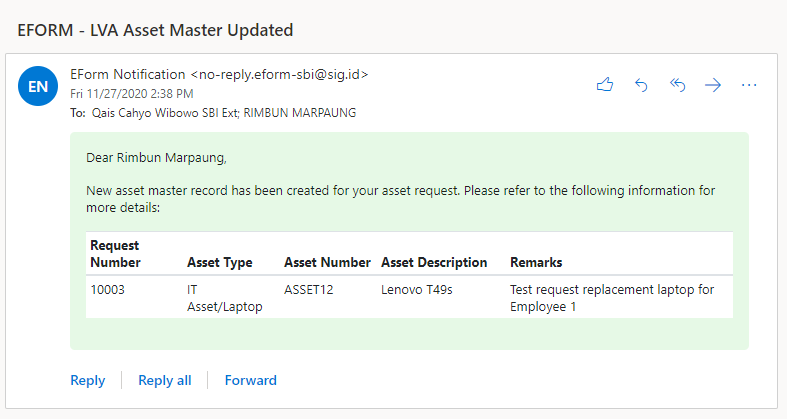 EFORM - LVA Asset Master Updated
EN
EForm Notification <no-reply.eform-sbi@sig.id>
Fri 11/27/2020 2:38 PM
To: Qais Cahyo Wibowo SBI Ext; RIMBUN MARPAUNG
Dear Rimbun Marpaung,
New asset master record has been created for your asset request. Please refer to the following information for
more details:
Request
Number Asset Type Asset Number Asset Description Remarks
10003 IT ASSET12 Lenovo T49s Test request replacement laptop for
Asset/Laptop Employee 1
Reply Reply all Forward